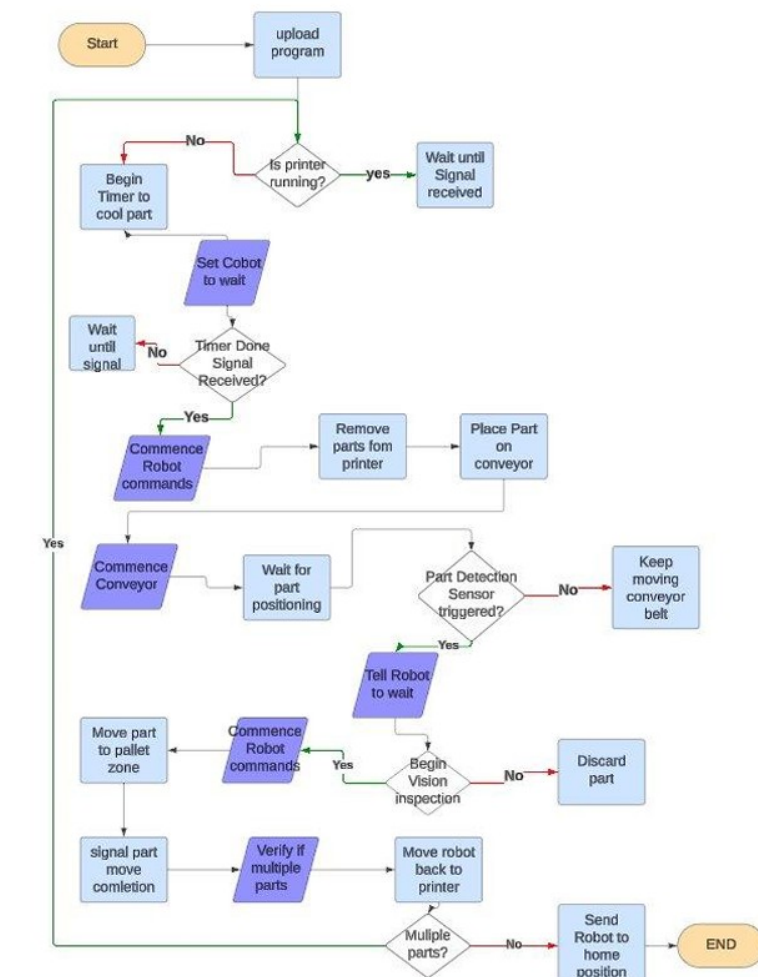 Start
upload
program
No
Is printer
running?
yes
Wait until
Signal
received
Begin
Timer to
cool part
Set Cobot
to wait
Wait
until
signal
No
Timer Done
Signal
Received?
Yes
Commence
Robot
commands
Remove
parts fom
printer
Place Part
on
conveyor
Yes
Commence
Conveyor
Wait for
part
positioning
Part Detection
Sensor
triggered?
No
Keep
moving
conveyor
belt
Yes
Tell Robot
to wait
Move part
to pallet
zone
Commence
Robot
commands
Yes
Begin
Vision
inspection
No
Discard
part
signal part
move
comletion
Verify if
multiple
parts
Move robot
back to
printer
Muliple
parts?
No
Send
Robot to
home
position
END